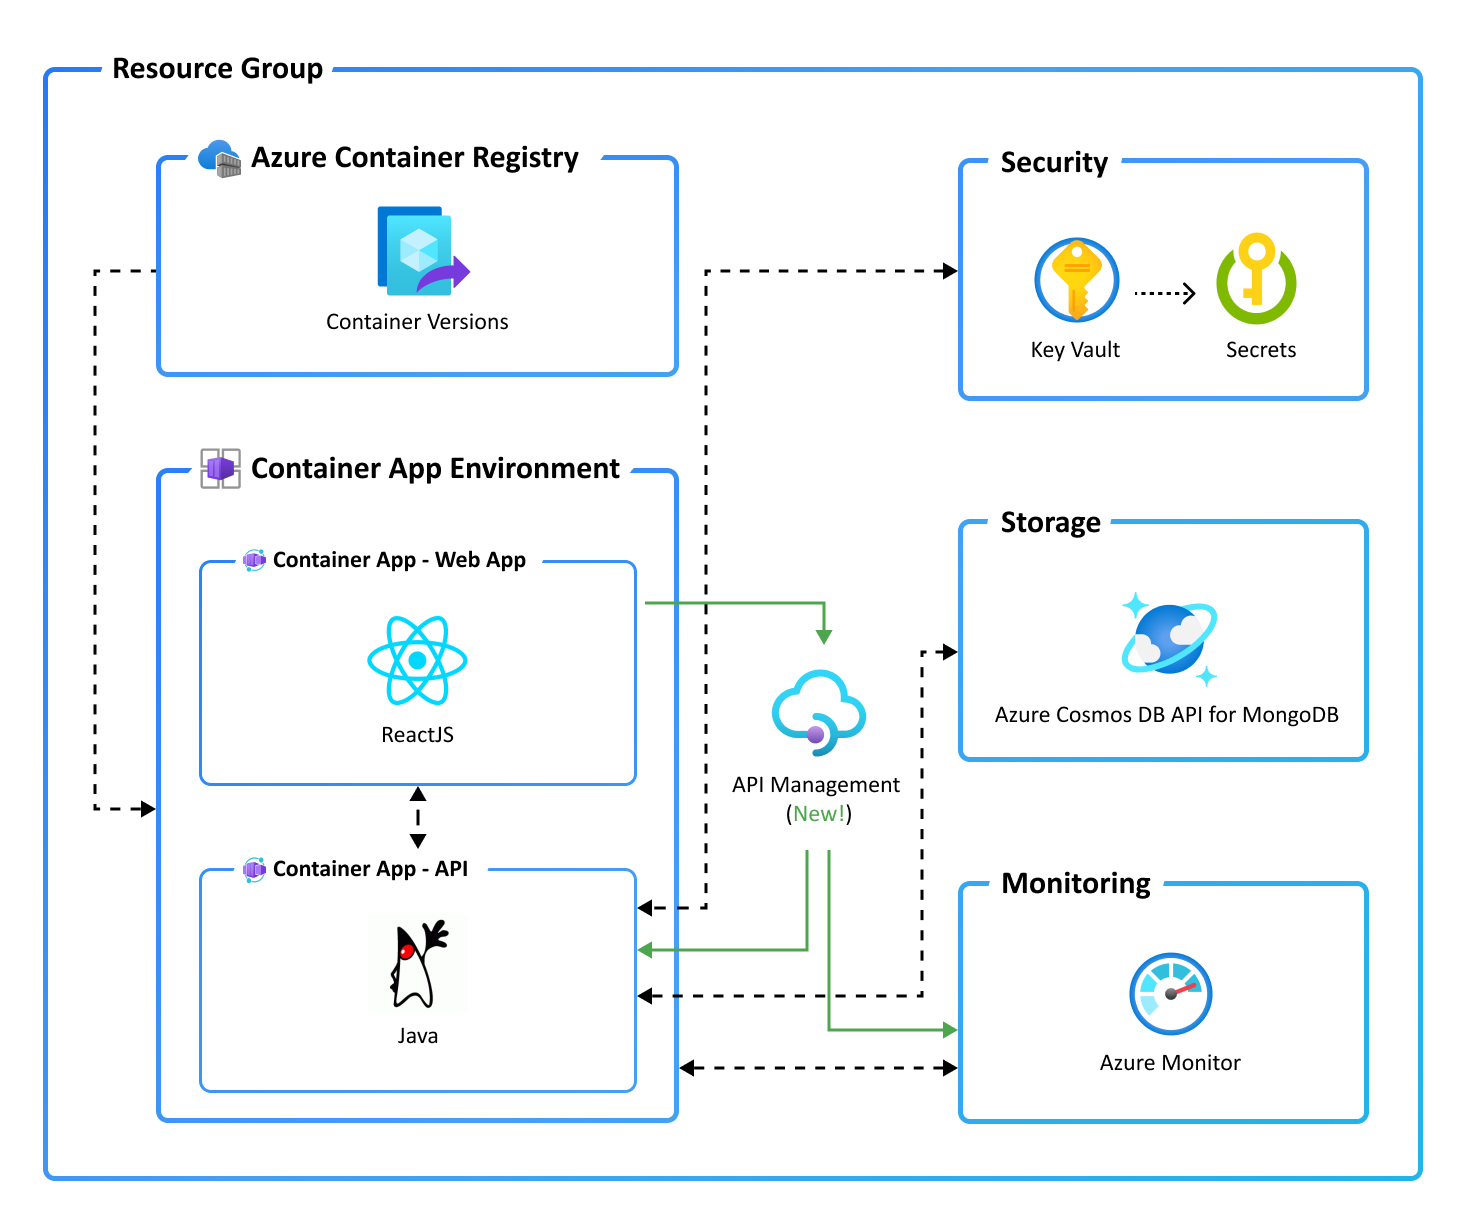 Resource Group
Azure Container Registry
Container Versions
Security
Key Vault
Secrets
Container App Environment
Container App - Web App
ReactJS
Storage
Azure Cosmos DB API for MongoDB
API Management
(New!)
Container App - API
Java
Monitoring
Azure Monitor